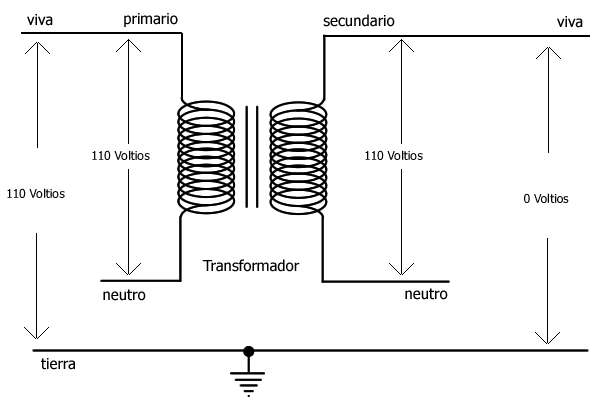 viva
primario
secundario
viva
110 Voltios
110 Voltios
110 Voltios
0 Voltios
Transformador
neutro
neutro
tierra